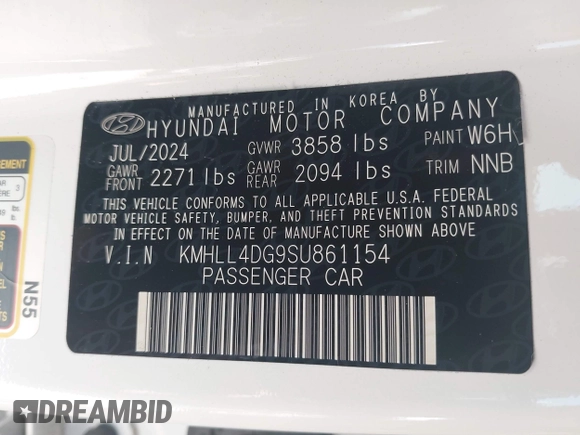 MANUFACTURED IN KOREA BY
HYUNDAI MOTOR COMPANY
JUL/2024 GVWR 3858 lbs PAINT W6H
GAWR FRONT 2271 lbs GAWR REAR 2094 lbs TRIM NNB
THIS VEHICLE CONFORMS TO ALL APPLICABLE U.S.A. FEDERAL
MOTOR VEHICLE SAFETY, BUMPER, AND THEFT PREVENTION STANDARDS
IN EFFECT ON THE DATE OF MANUFACTURE SHOWN ABOVE.
V.I.N KMHLL4DG9SU861154
PASSENGER CAR
N55
DREAMBID